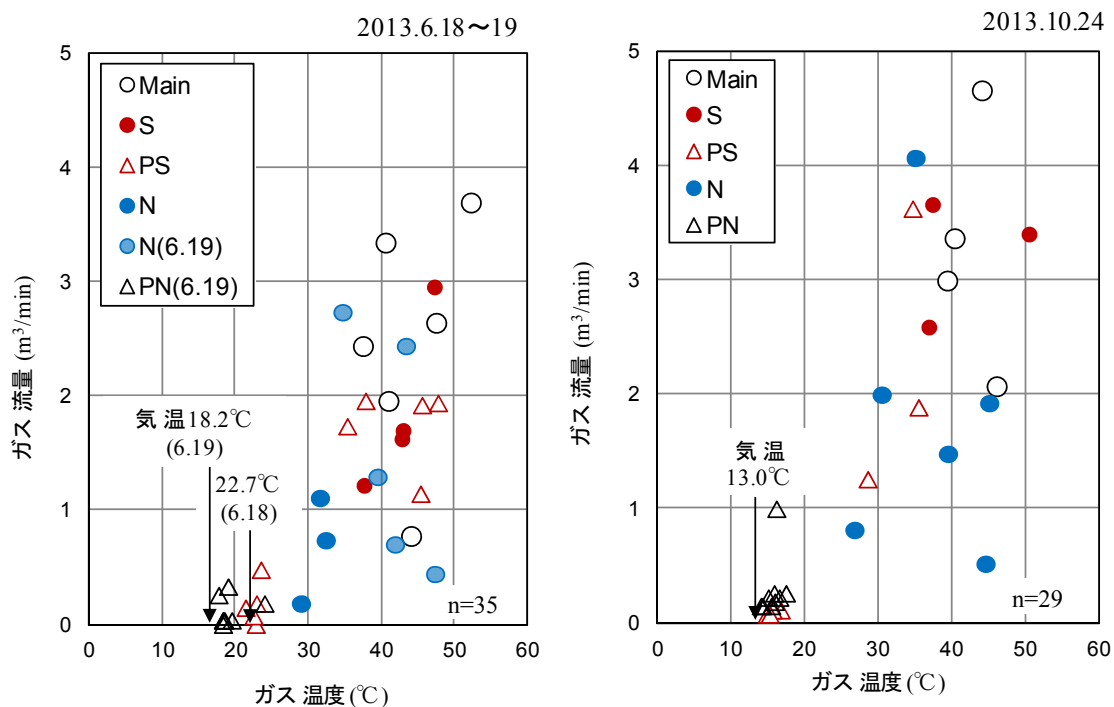 2013.6.18～19
5
4
3
2
1
0
ガス 流量 (m³/min)
Main
S
PS
N
N(6.19)
PN(6.19)
気 温 18.2℃
(6.19)
22.7℃
(6.18)
n=35
0 10 20 30 40 50 60
ガス 温度 (℃)
2013.10.24
5
4
3
2
1
0
ガス 流量 (m³/min)
Main
S
PS
N
PN
気 温
13.0℃
n=29
0 10 20 30 40 50 60
ガス 温度 (℃)